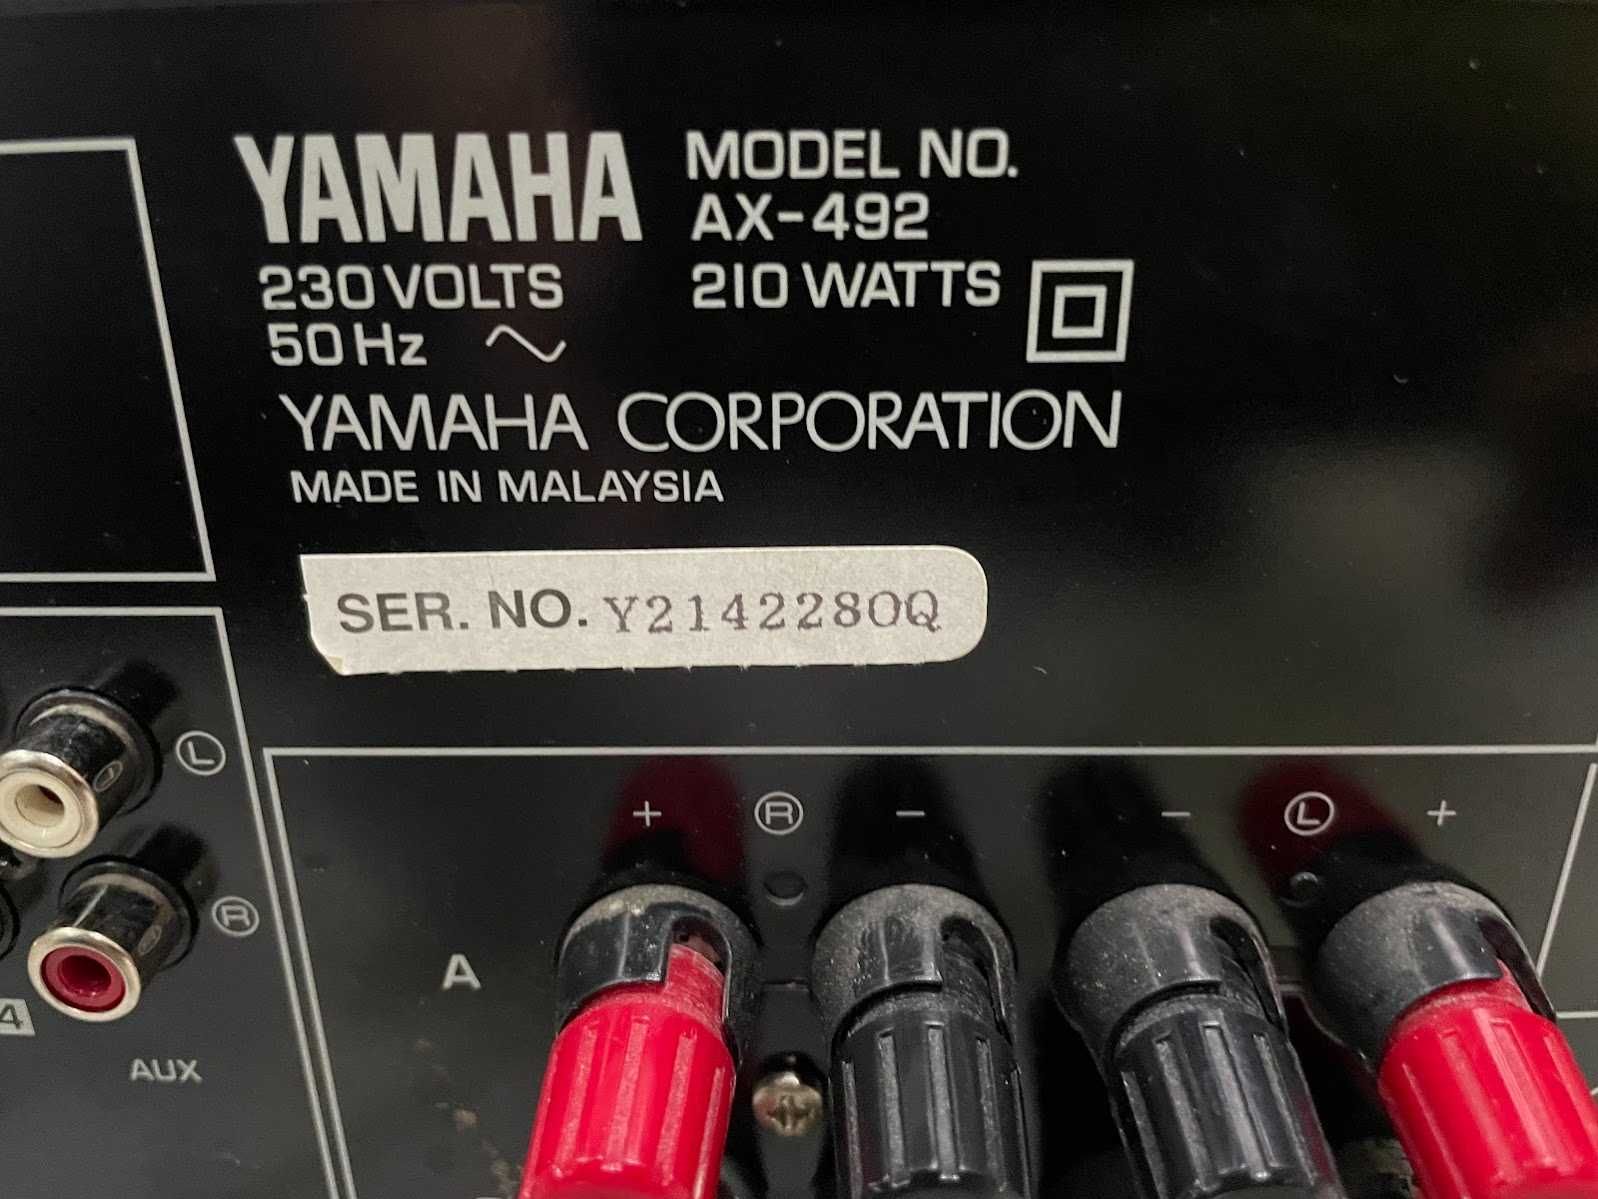 YAMAHA
MODEL NO.
AX-492
230 VOLTS
210 WATTS
50 Hz
YAMAHA CORPORATION
MADE IN MALAYSIA
SER. NO. Y2142280Q
L
R
4
AUX
+ R - - L +
A